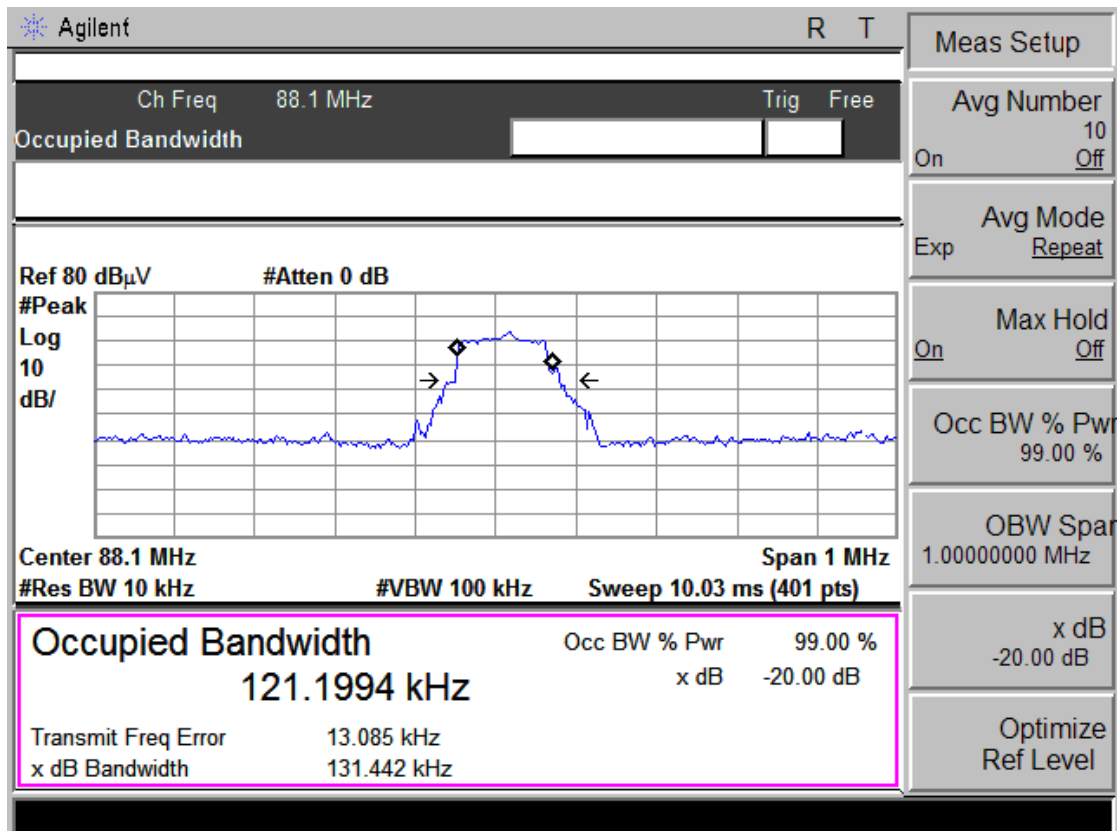 Agilent R T
Ch Freq 88.1 MHz Trig Free
Occupied Bandwidth
Ref 80 dBμV #Atten 0 dB
#Peak
Log
10
dB/
Center 88.1 MHz Span 1 MHz
#Res BW 10 kHz #VBW 100 kHz Sweep 10.03 ms (401 pts)
Occupied Bandwidth Occ BW % Pwr 99.00 %
121.1994 kHz x dB -20.00 dB
Transmit Freq Error 13.085 kHz
x dB Bandwidth 131.442 kHz
Meas Setup
Avg Number
10
On Off
Avg Mode
Exp Repeat
Max Hold
On Off
Occ BW % Pwr
99.00 %
OBW Span
1.00000000 MHz
x dB
-20.00 dB
Optimize
Ref Level